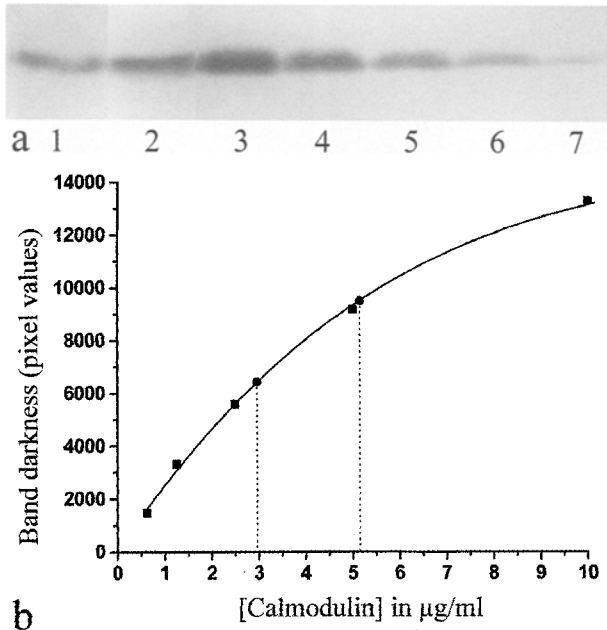 a 1 2 3 4 5 6 7
14000
12000
10000
8000
6000
4000
2000
0
Band darkness (pixel values)
0 1 2 3 4 5 6 7 8 9 10
[Calmodulin] in µg/ml
b